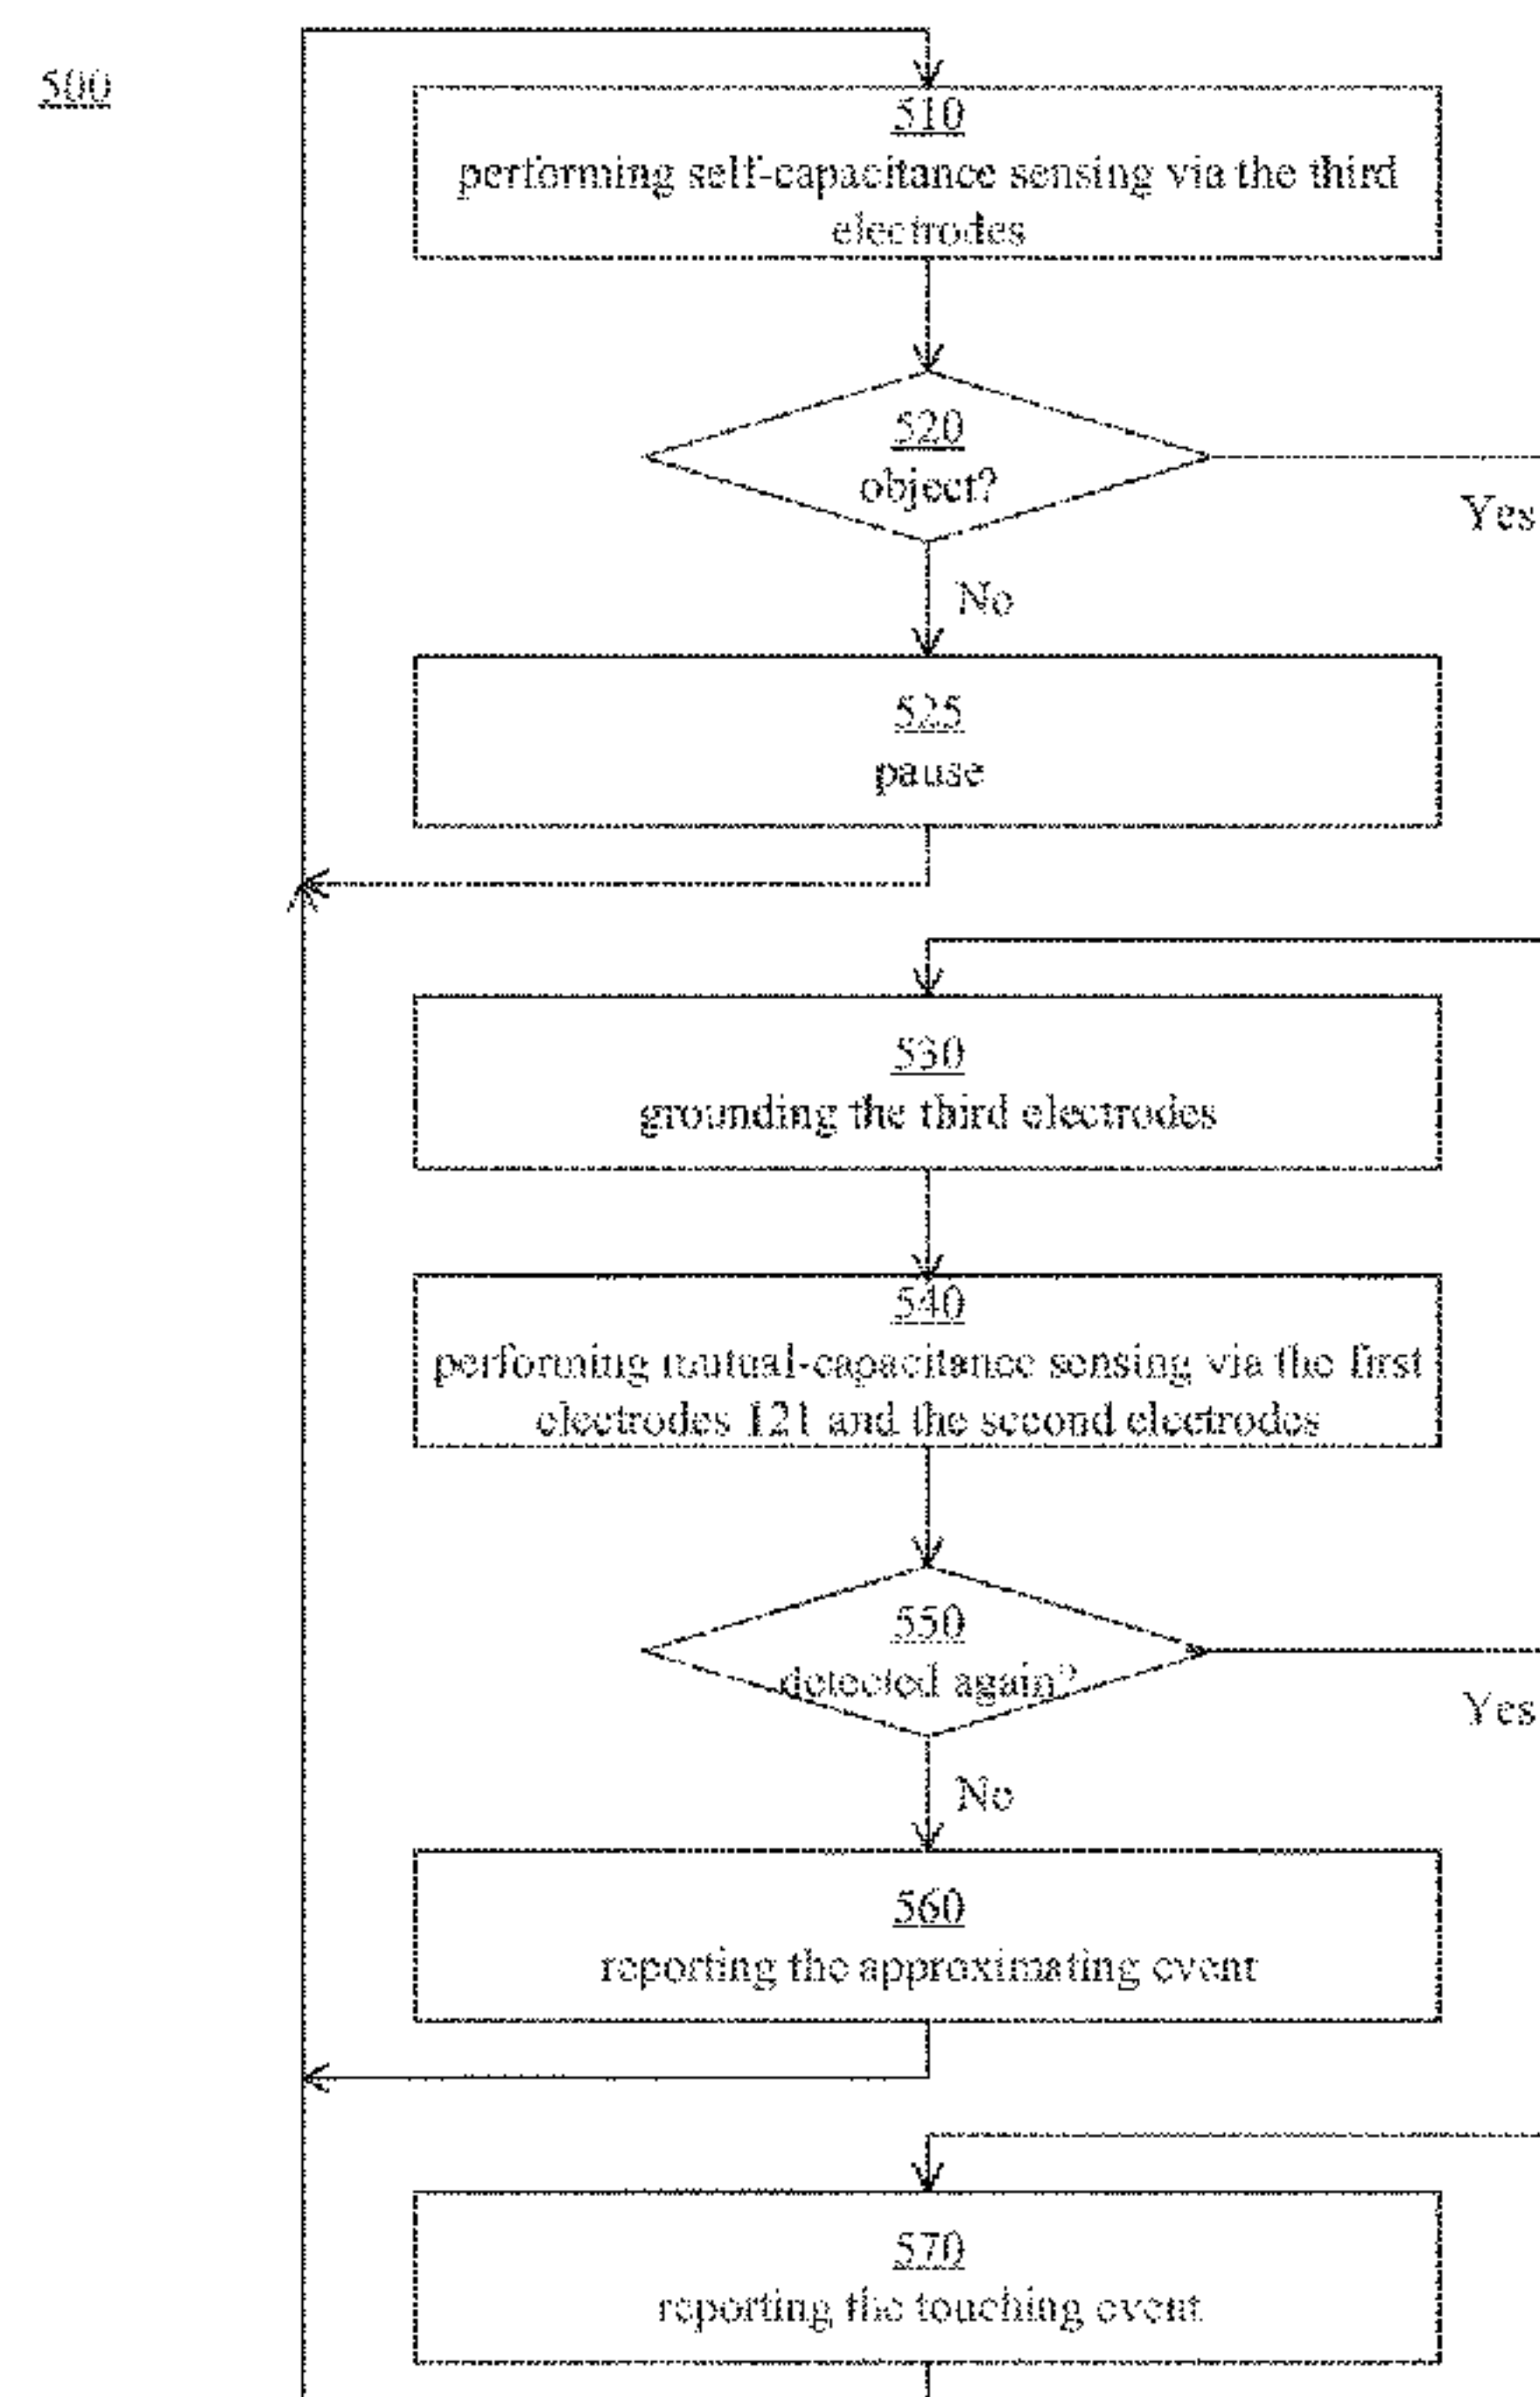 500
510
performing self-capacitance sensing via the third
electrodes
520
object?
Yes
No
525
pause
530
grounding the third electrodes
540
performing mutual-capacitance sensing via the first
electrodes 121 and the second electrodes
550
detected again?
Yes
No
560
reporting the approximating event
570
reporting the touching event